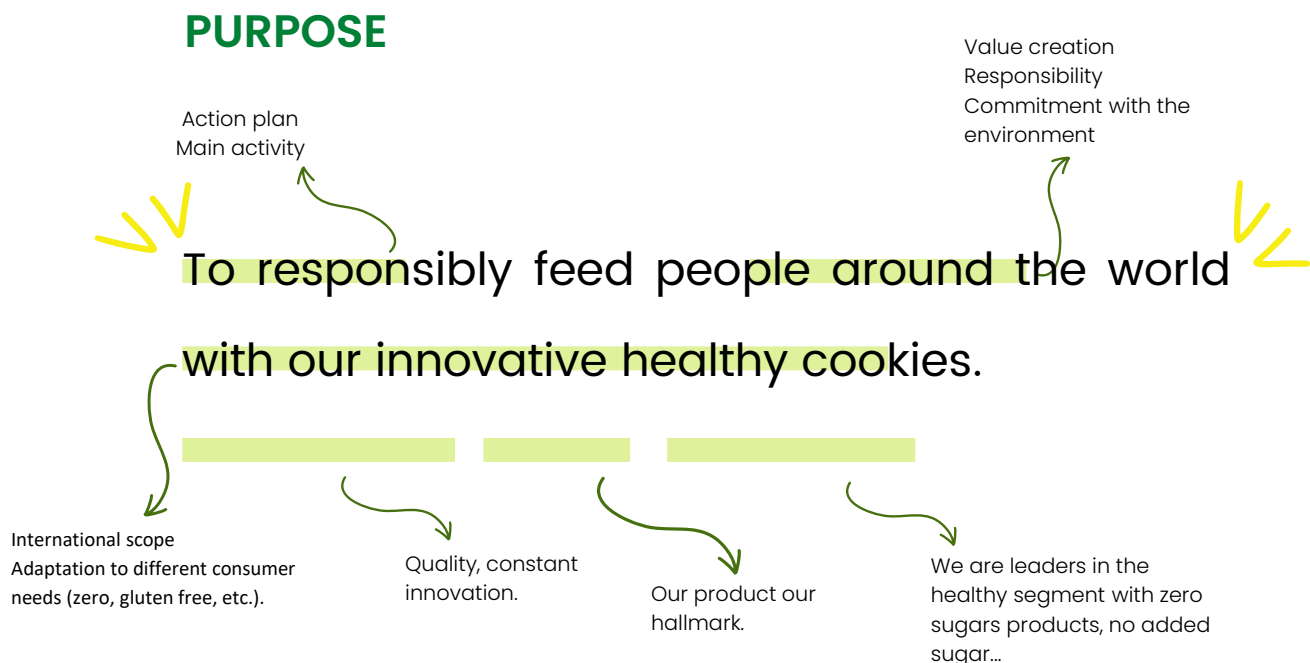 PURPOSE
Value creation
Responsibility
Commitment with the
environment
Action plan
Main activity
To responsibly feed people around the world
with our innovative healthy cookies.
International scope
Adaptation to different consumer
needs (zero, gluten free, etc.).
Quality, constant
innovation.
Our product our
hallmark.
We are leaders in the
healthy segment with zero
sugars products, no added
sugar…